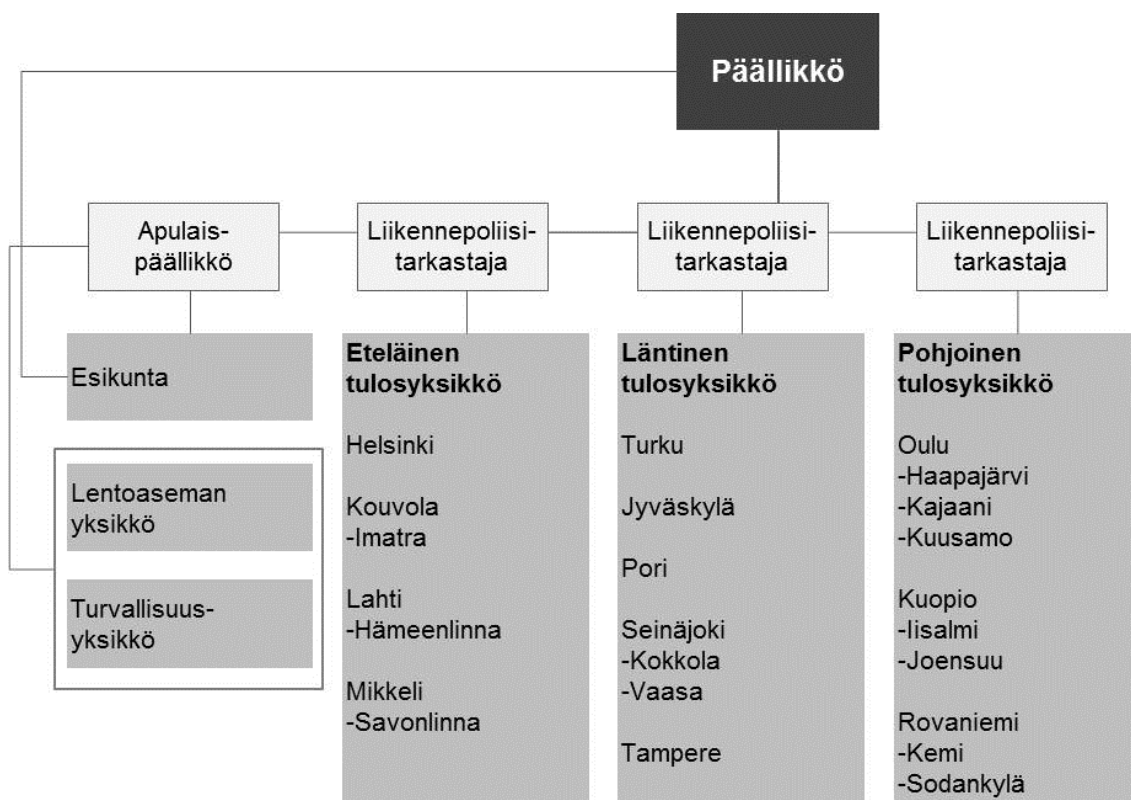 Päällikkö
Apulais-
päällikkö
Liikennepoliisi-
tarkastaja
Liikennepoliisi-
tarkastaja
Liikennepoliisi-
tarkastaja
Esikunta
Lentoaseman
yksikkö
Turvallisuus-
yksikkö
Eteläinen
tulosyksikkö
Helsinki
Kouvola
-Imatra
Lahti
-Hämeenlinna
Mikkeli
-Savonlinna
Läntinen
tulosyksikkö
Turku
Jyväskylä
Pori
Seinäjoki
-Kokkola
-Vaasa
Tampere
Pohjoinen
tulosyksikkö
Oulu
-Haapajärvi
-Kajaani
-Kuusamo
Kuopio
-Iisalmi
-Joensuu
Rovaniemi
-Kemi
-Sodankylä